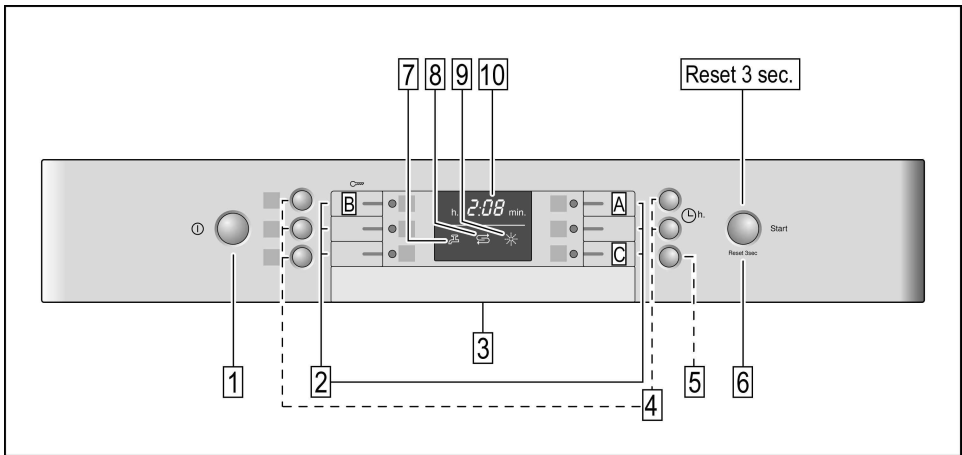 7 8 9 10 Reset 3 sec.
B h. 2:08 min. A h.
Start
C Reset 3sec
3
1 2 4 5 6